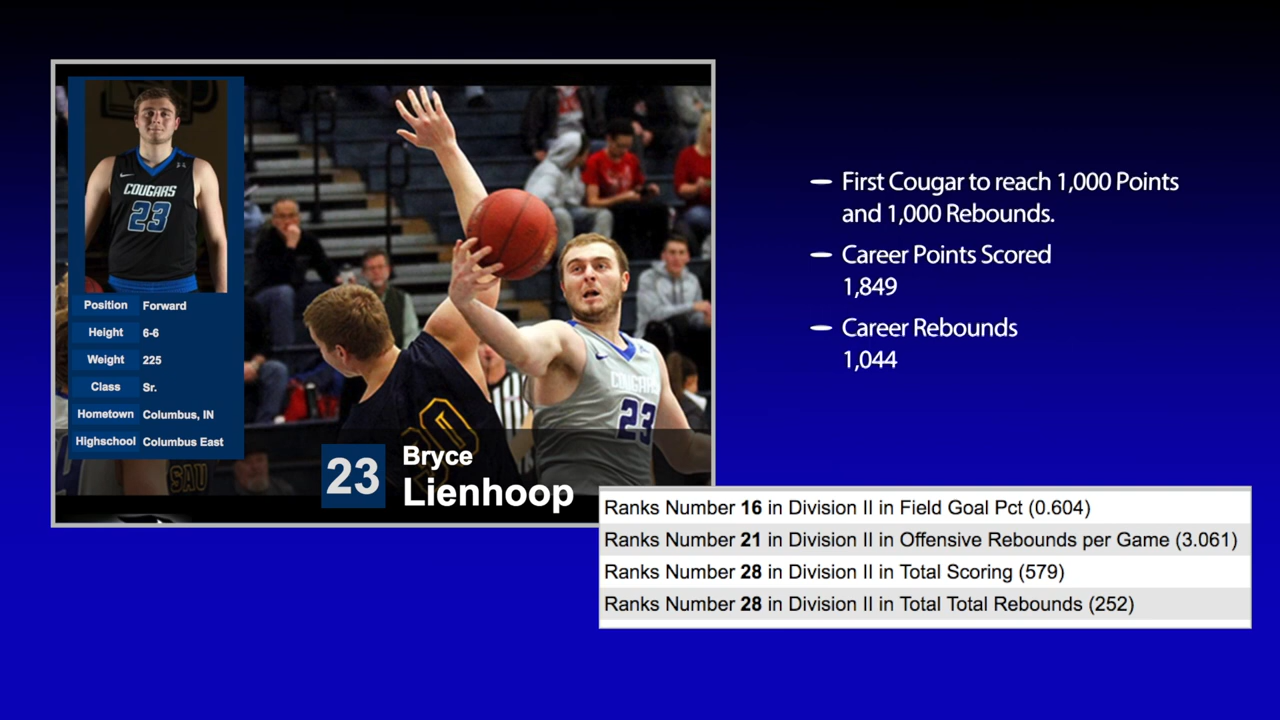 COUGARS
23
Position Forward
Height 6-6
Weight 225
Class Sr.
Hometown Columbus, IN
Highschool Columbus East
COUGARS
23
30
SAU
23
Bryce
Lienhoop
– First Cougar to reach 1,000 Points
and 1,000 Rebounds.
– Career Points Scored
1,849
– Career Rebounds
1,044
Ranks Number 16 in Division II in Field Goal Pct (0.604)
Ranks Number 21 in Division II in Offensive Rebounds per Game (3.061)
Ranks Number 28 in Division II in Total Scoring (579)
Ranks Number 28 in Division II in Total Total Rebounds (252)